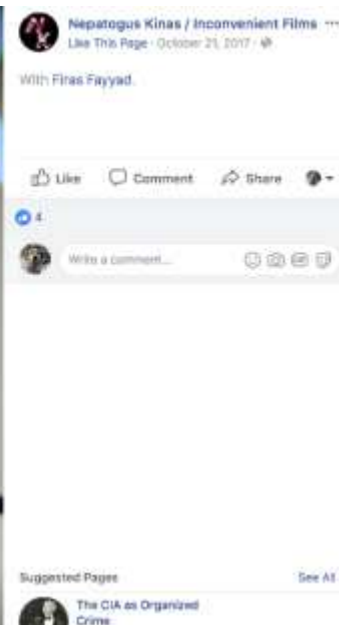 Nepatogus Kinas / Inconvenient Films ···
Like This Page · October 21, 2017 ·
With Firas Fayyad.
Like Comment Share
4
Write a comment...
Suggested Pages See All
The CIA as Organized
Crime